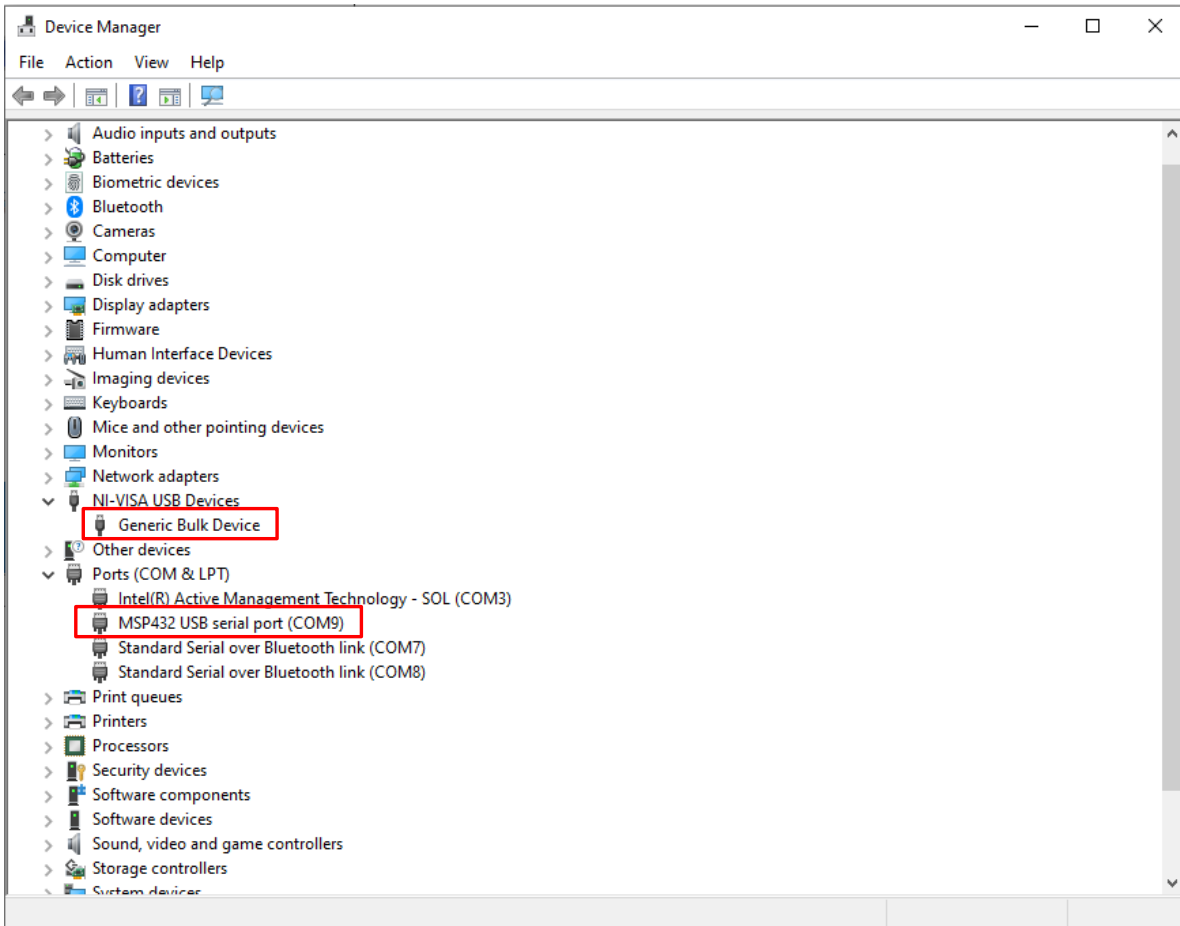 Device Manager
File Action View Help
Audio inputs and outputs
Batteries
Biometric devices
Bluetooth
Cameras
Computer
Disk drives
Display adapters
Firmware
Human Interface Devices
Imaging devices
Keyboards
Mice and other pointing devices
Monitors
Network adapters
NI-VISA USB Devices
Generic Bulk Device
Other devices
Ports (COM & LPT)
Intel(R) Active Management Technology - SOL (COM3)
MSP432 USB serial port (COM9)
Standard Serial over Bluetooth link (COM7)
Standard Serial over Bluetooth link (COM8)
Print queues
Printers
Processors
Security devices
Software components
Software devices
Sound, video and game controllers
Storage controllers
System devices